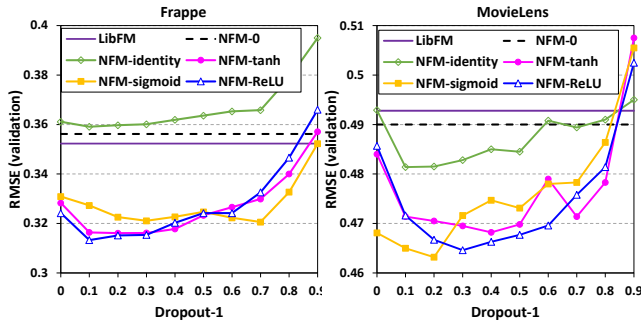 Frappe
0.4
0.38
0.36
0.34
0.32
0.3
RMSE (validation)
LibFM
NFM-0
NFM-identity
NFM-tanh
NFM-sigmoid
NFM-ReLU
0 0.1 0.2 0.3 0.4 0.5 0.6 0.7 0.8 0.9
Dropout-1
MovieLens
0.51
0.5
0.49
0.48
0.47
0.46
RMSE (validation)
LibFM
NFM-0
NFM-identity
NFM-tanh
NFM-sigmoid
NFM-ReLU
0 0.1 0.2 0.3 0.4 0.5 0.6 0.7 0.8 0.9
Dropout-1